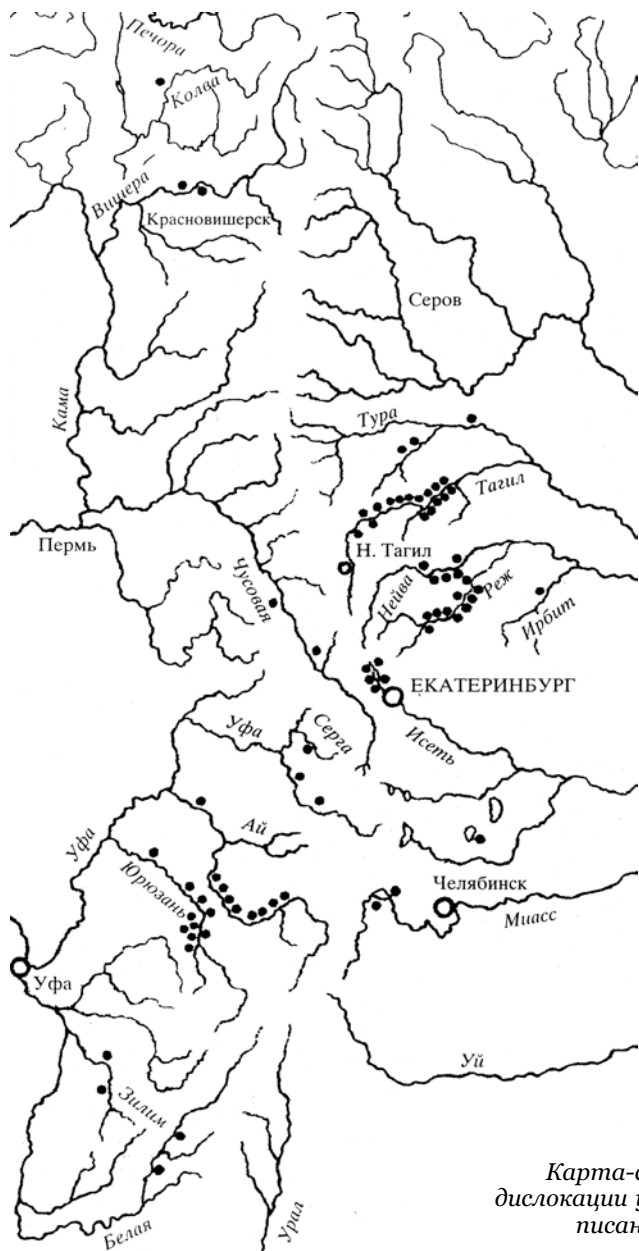 Печора
Колва
Вишера
Красновишерск
Серов
Кама
Тура
Тагил
Пермь
Н. Тагил
Чусовая
Нейва
Реж
Ирбит
ЕКАТЕРИНБУРГ
Уфа
Серга
Исеть
Ай
Уфа
Юрюзань
Челябинск
Миасс
Уфа
Уй
Зилим
Карта-с
дислокации у
писан
Белая
Урал